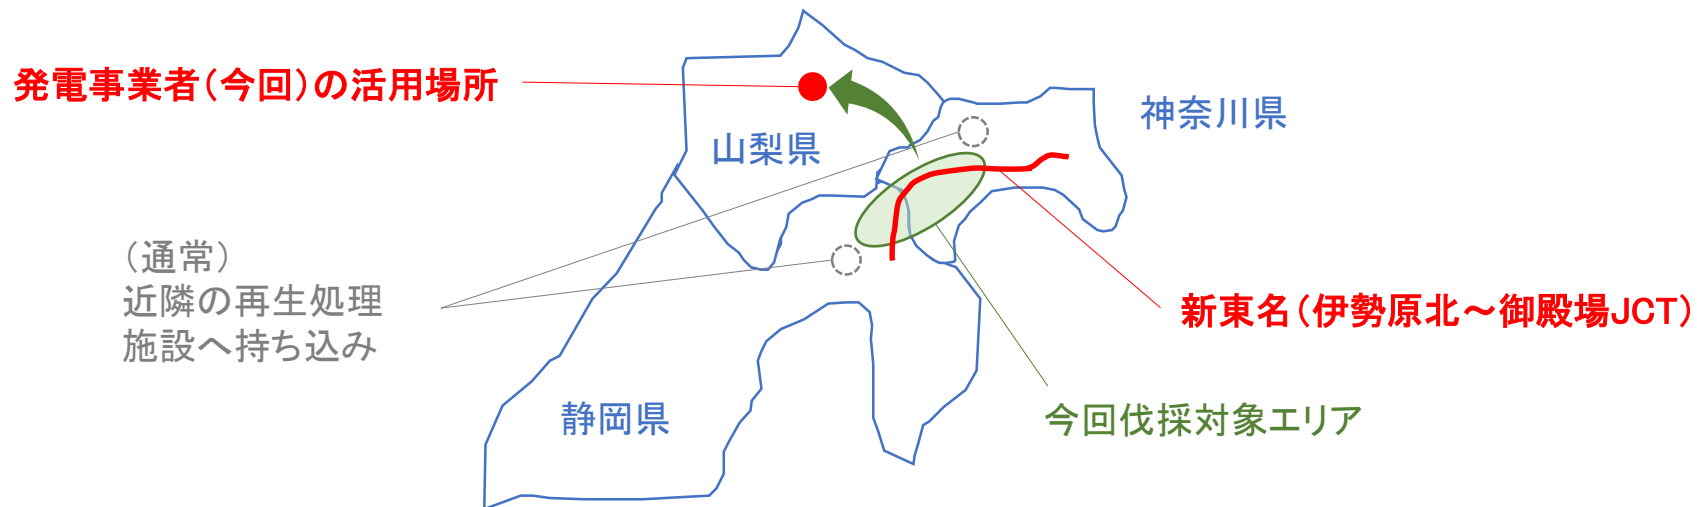 発電事業者(今回)の活用場所
神奈川県
山梨県
(通常)
近隣の再生処理
施設へ持ち込み
新東名(伊勢原北～御殿場JCT)
静岡県
今回伐採対象エリア